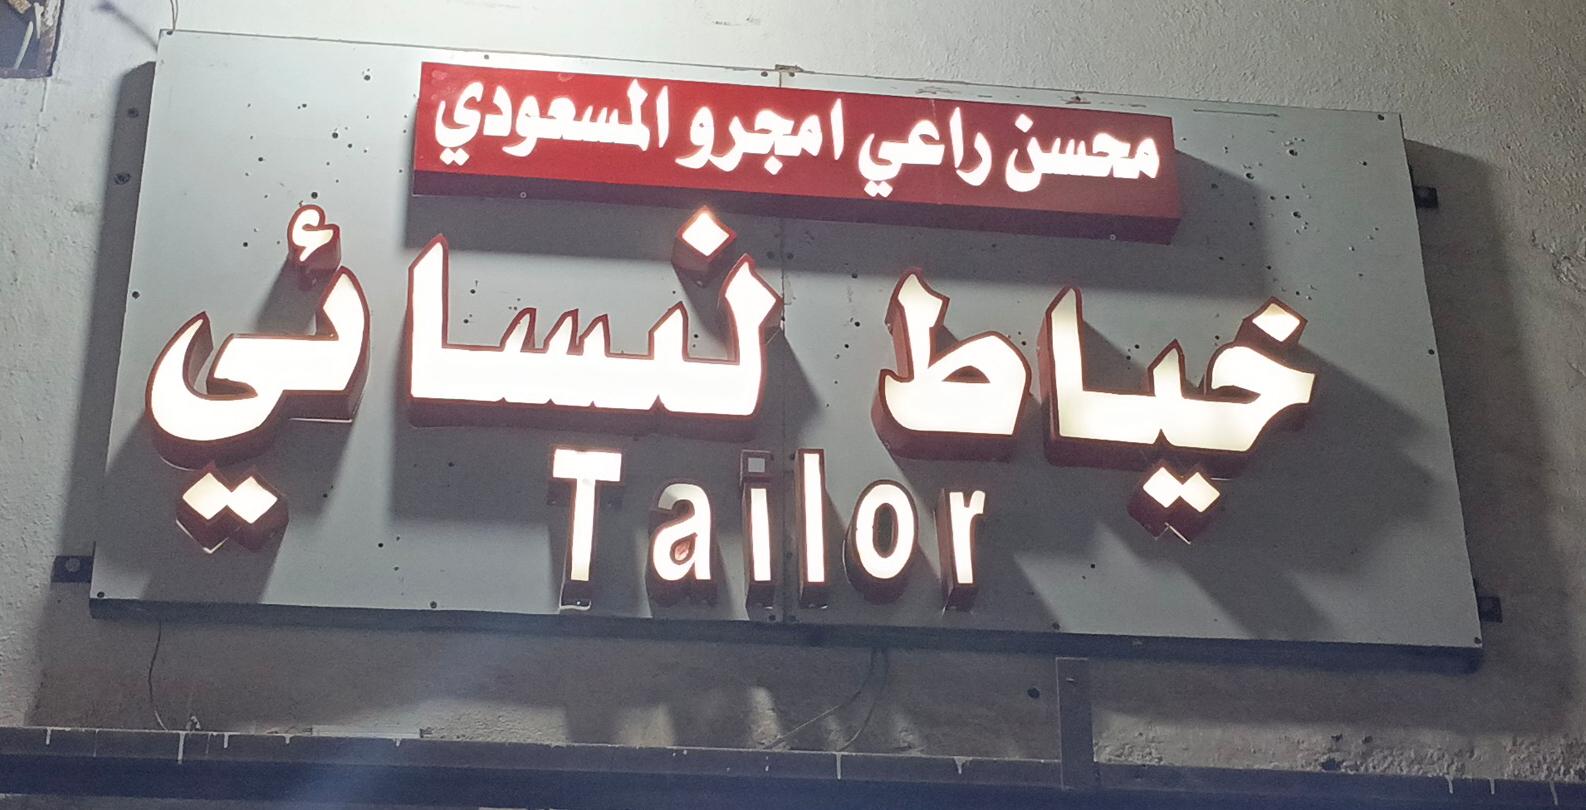 محسن راعي امجرو المسعودي
خياط نسائي
Tailor